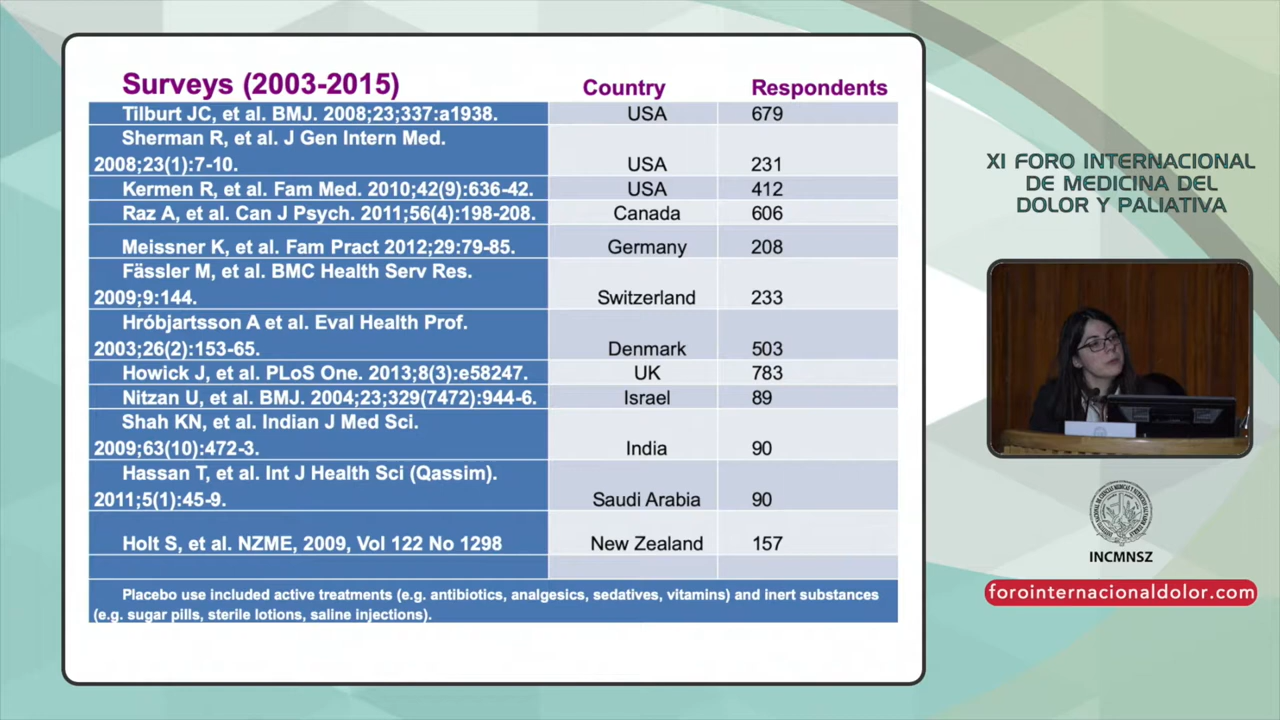 Surveys (2003-2015) Country Respondents
Tilburt JC, et al. BMJ. 2008;23;337:a1938. USA 679
Sherman R, et al. J Gen Intern Med.
2008;23(1):7-10. USA 231
Kermen R, et al. Fam Med. 2010;42(9):636-42. USA 412
Raz A, et al. Can J Psych. 2011;56(4):198-208. Canada 606
Meissner K, et al. Fam Pract 2012;29:79-85. Germany 208
Fässler M, et al. BMC Health Serv Res.
2009;9:144. Switzerland 233
Hróbjartsson A et al. Eval Health Prof.
2003;26(2):153-65. Denmark 503
Howick J, et al. PLoS One. 2013;8(3):e58247. UK 783
Nitzan U, et al. BMJ. 2004;23;329(7472):944-6. Israel 89
Shah KN, et al. Indian J Med Sci.
2009;63(10):472-3. India 90
Hassan T, et al. Int J Health Sci (Qassim).
2011;5(1):45-9. Saudi Arabia 90
Holt S, et al. NZME, 2009, Vol 122 No 1298 New Zealand 157
Placebo use included active treatments (e.g. antibiotics, analgesics, sedatives, vitamins) and inert substances
(e.g. sugar pills, sterile lotions, saline injections).
XI FORO INTERNACIONAL
DE MEDICINA DEL
DOLOR Y PALIATIVA
INCMNSZ
forointernacionaldolor.com